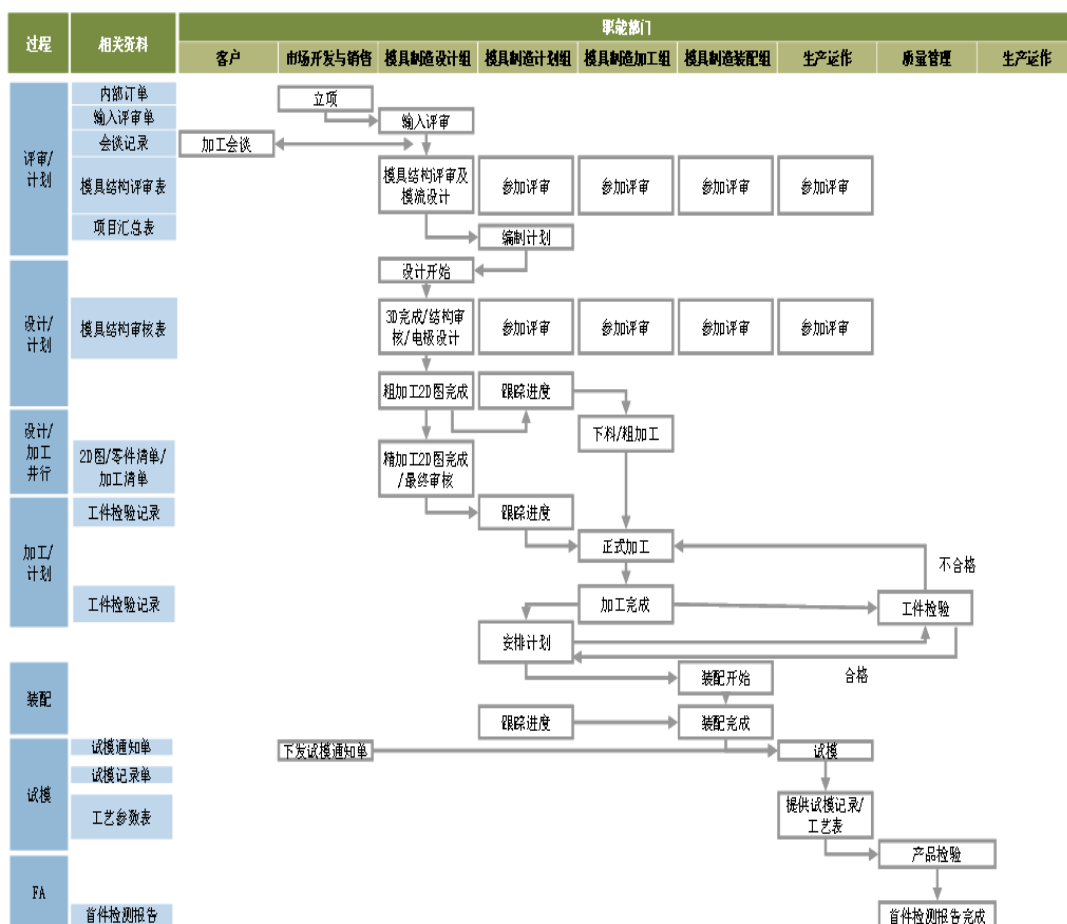 过程
相关资料
职能部门
客户
市场开发与销售
模具制造设计组
模具制造计划组
模具制造加工组
模具制造装配组
生产运作
质量管理
生产运作
评审/
计划
内部订单
输入评审单
会谈记录
模具结构评审表
项目汇总表
立项
输入评审
加工会谈
模具结构评审及
模流设计
参加评审
参加评审
参加评审
参加评审
编制计划
设计/
计划
模具结构审核表
设计开始
3D完成/结构审
核/电极设计
参加评审
参加评审
参加评审
参加评审
粗加工2D图完成
跟踪进度
设计/
加工
并行
2D图/零件清单/
加工清单
下料/粗加工
精加工2D图完成
/最终审核
加工/
计划
工件检验记录
工件检验记录
跟踪进度
正式加工
不合格
加工完成
工件检验
安排计划
合格
装配
装配开始
跟踪进度
装配完成
试模
试模通知单
试模记录单
工艺参数表
下发试模通知单
试模
提供试模记录/
工艺表
产品检验
FA
首件检测报告
首件检测报告完成